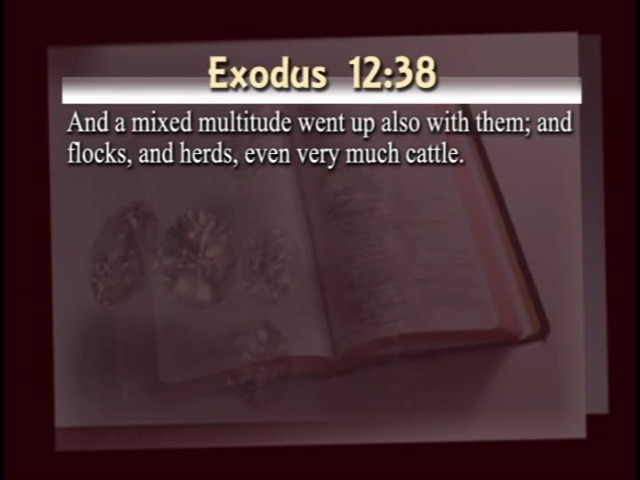 Exodus 12:38
And a mixed multitude went up also with them; and
flocks, and herds, even very much cattle.